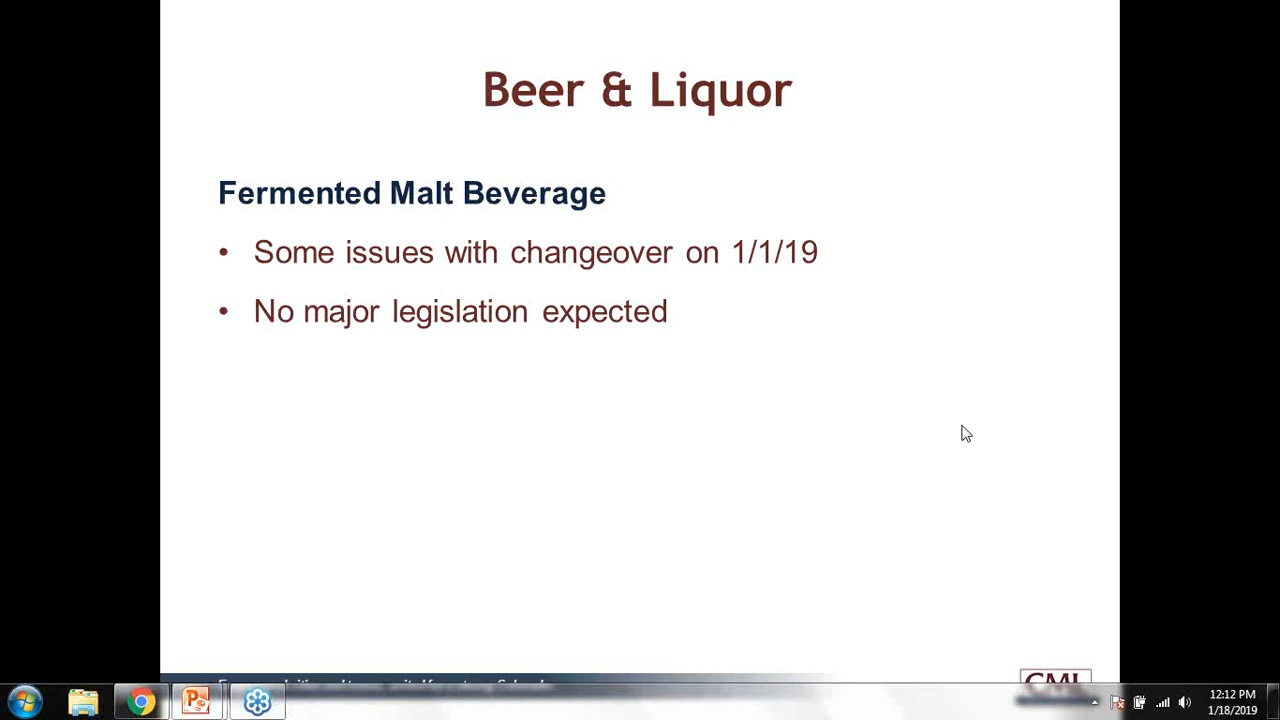 Beer & Liquor
Fermented Malt Beverage
• Some issues with changeover on 1/1/19
• No major legislation expected
CML
12:12 PM
1/18/2019